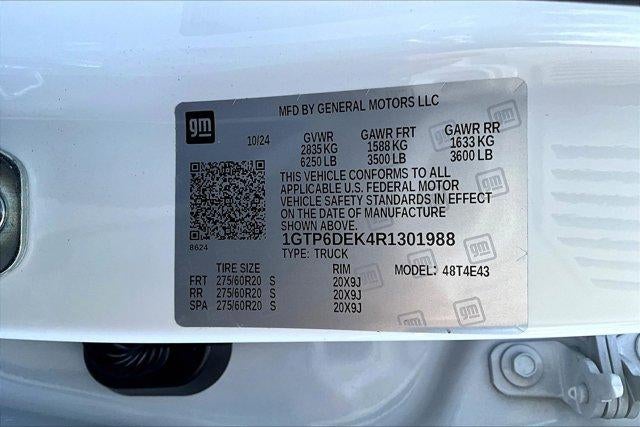 gm
MFD BY GENERAL MOTORS LLC
10/24 GVWR GAWR FRT GAWR RR
2835 KG 1588 KG 1633 KG
6250 LB 3500 LB 3600 LB
THIS VEHICLE CONFORMS TO ALL
APPLICABLE U.S. FEDERAL MOTOR
VEHICLE SAFETY STANDARDS IN EFFECT
ON THE DATE OF MANUFACTURE
SHOWN ABOVE.
8624
1GTP6DEK4R1301988
TYPE: TRUCK
TIRE SIZE RIM MODEL: 48T4E43
FRT 275/60R20 S 20X9J
RR 275/60R20 S 20X9J
SPA 275/60R20 S 20X9J